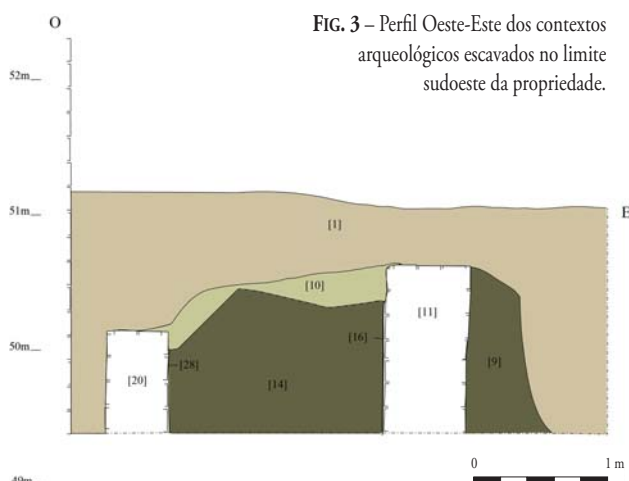 O
FIG. 3 – Perfil Oeste-Este dos contextos
arqueológicos escavados no limite
sudoeste da propriedade.
52m
51m
E
[1]
[10]
[11]
[16]
[9]
50m
[28]
[20]
[14]
49m
0 1 m